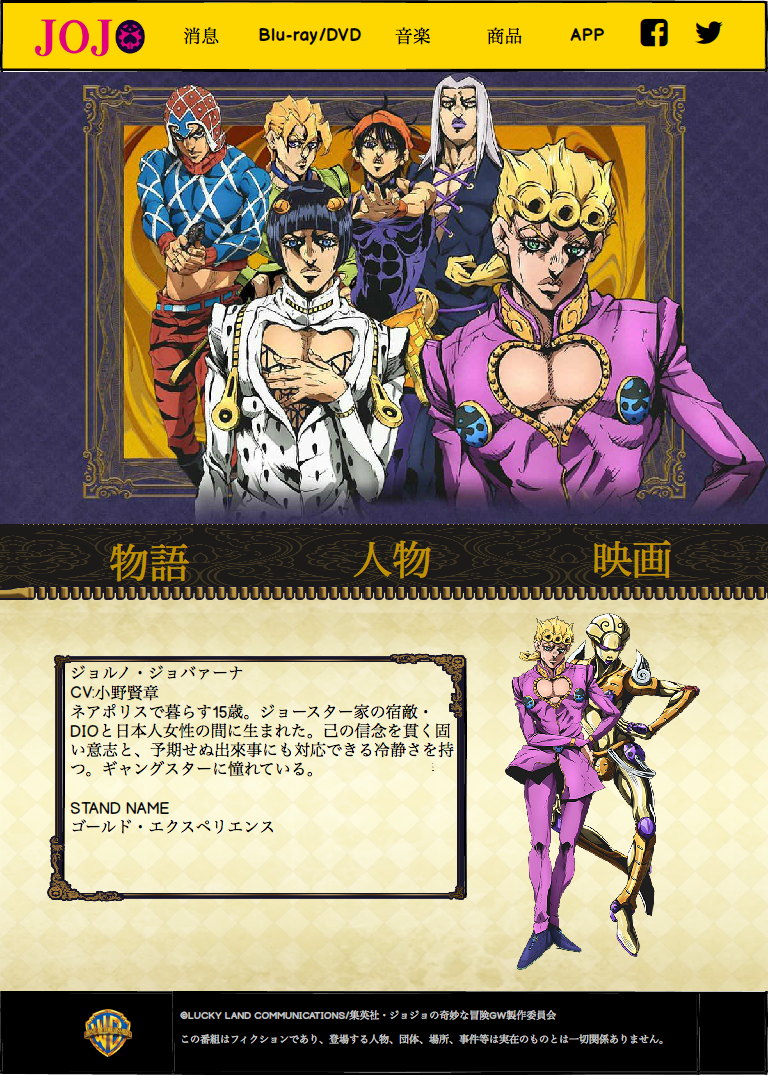 JOJO
消息
Blu-ray/DVD
音楽
商品
APP
物語
人物
映画
ジョルノ・ジョバァーナ
CV:小野賢章
ネアポリスで暮らす15歳。ジョースター家の宿敵・
DIOと日本人女性の間に生まれた。己の信念を貫く固
い意志と、予期せぬ出來事にも対応できる冷静さを持
つ。ギャングスターに憧れている。
STAND NAME
ゴールド・エクスペリエンス
WB
©LUCKY LAND COMMUNICATIONS/集英社・ジョジョの奇妙な冒険GW製作委員会
この番組はフィクションであり、登場する人物、団体、場所、事件等は実在のものとは一切関係ありません。